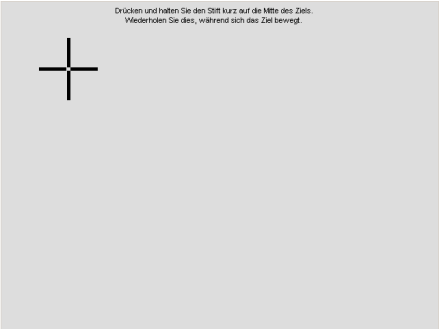 Drücken und halten Sie den Stift kurz auf die Mitte des Ziels.
Wiederholen Sie dies, während sich das Ziel bewegt.